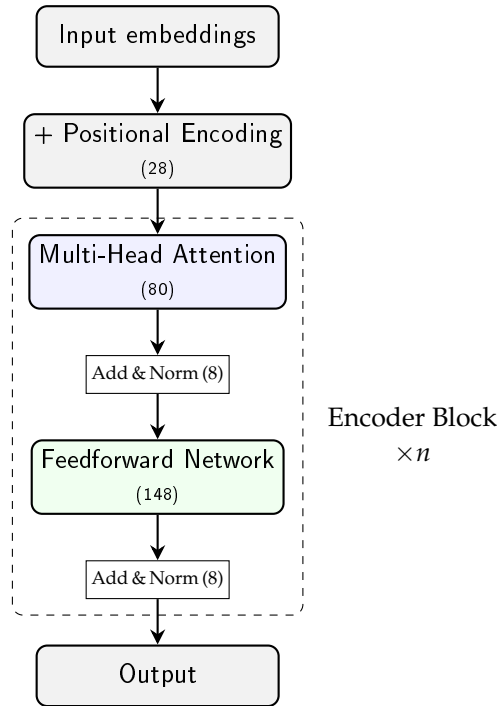 Input embeddings
+ Positional Encoding
(28)
Multi-Head Attention
(80)
Add & Norm (8)
Encoder Block
×n
Feedforward Network
(148)
Add & Norm (8)
Output